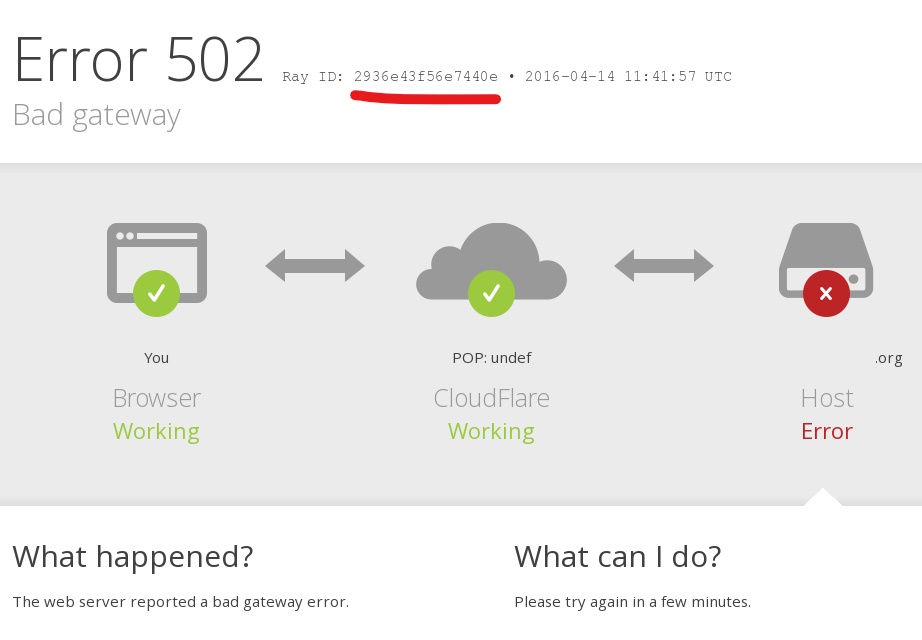 Error 502 Ray ID: 2936e43f56e7440e • 2016-04-14 11:41:57 UTC
Bad gateway
You
Browser
Working
POP: undef
CloudFlare
Working
.org
Host
Error
What happened?
The web server reported a bad gateway error.
What can I do?
Please try again in a few minutes.